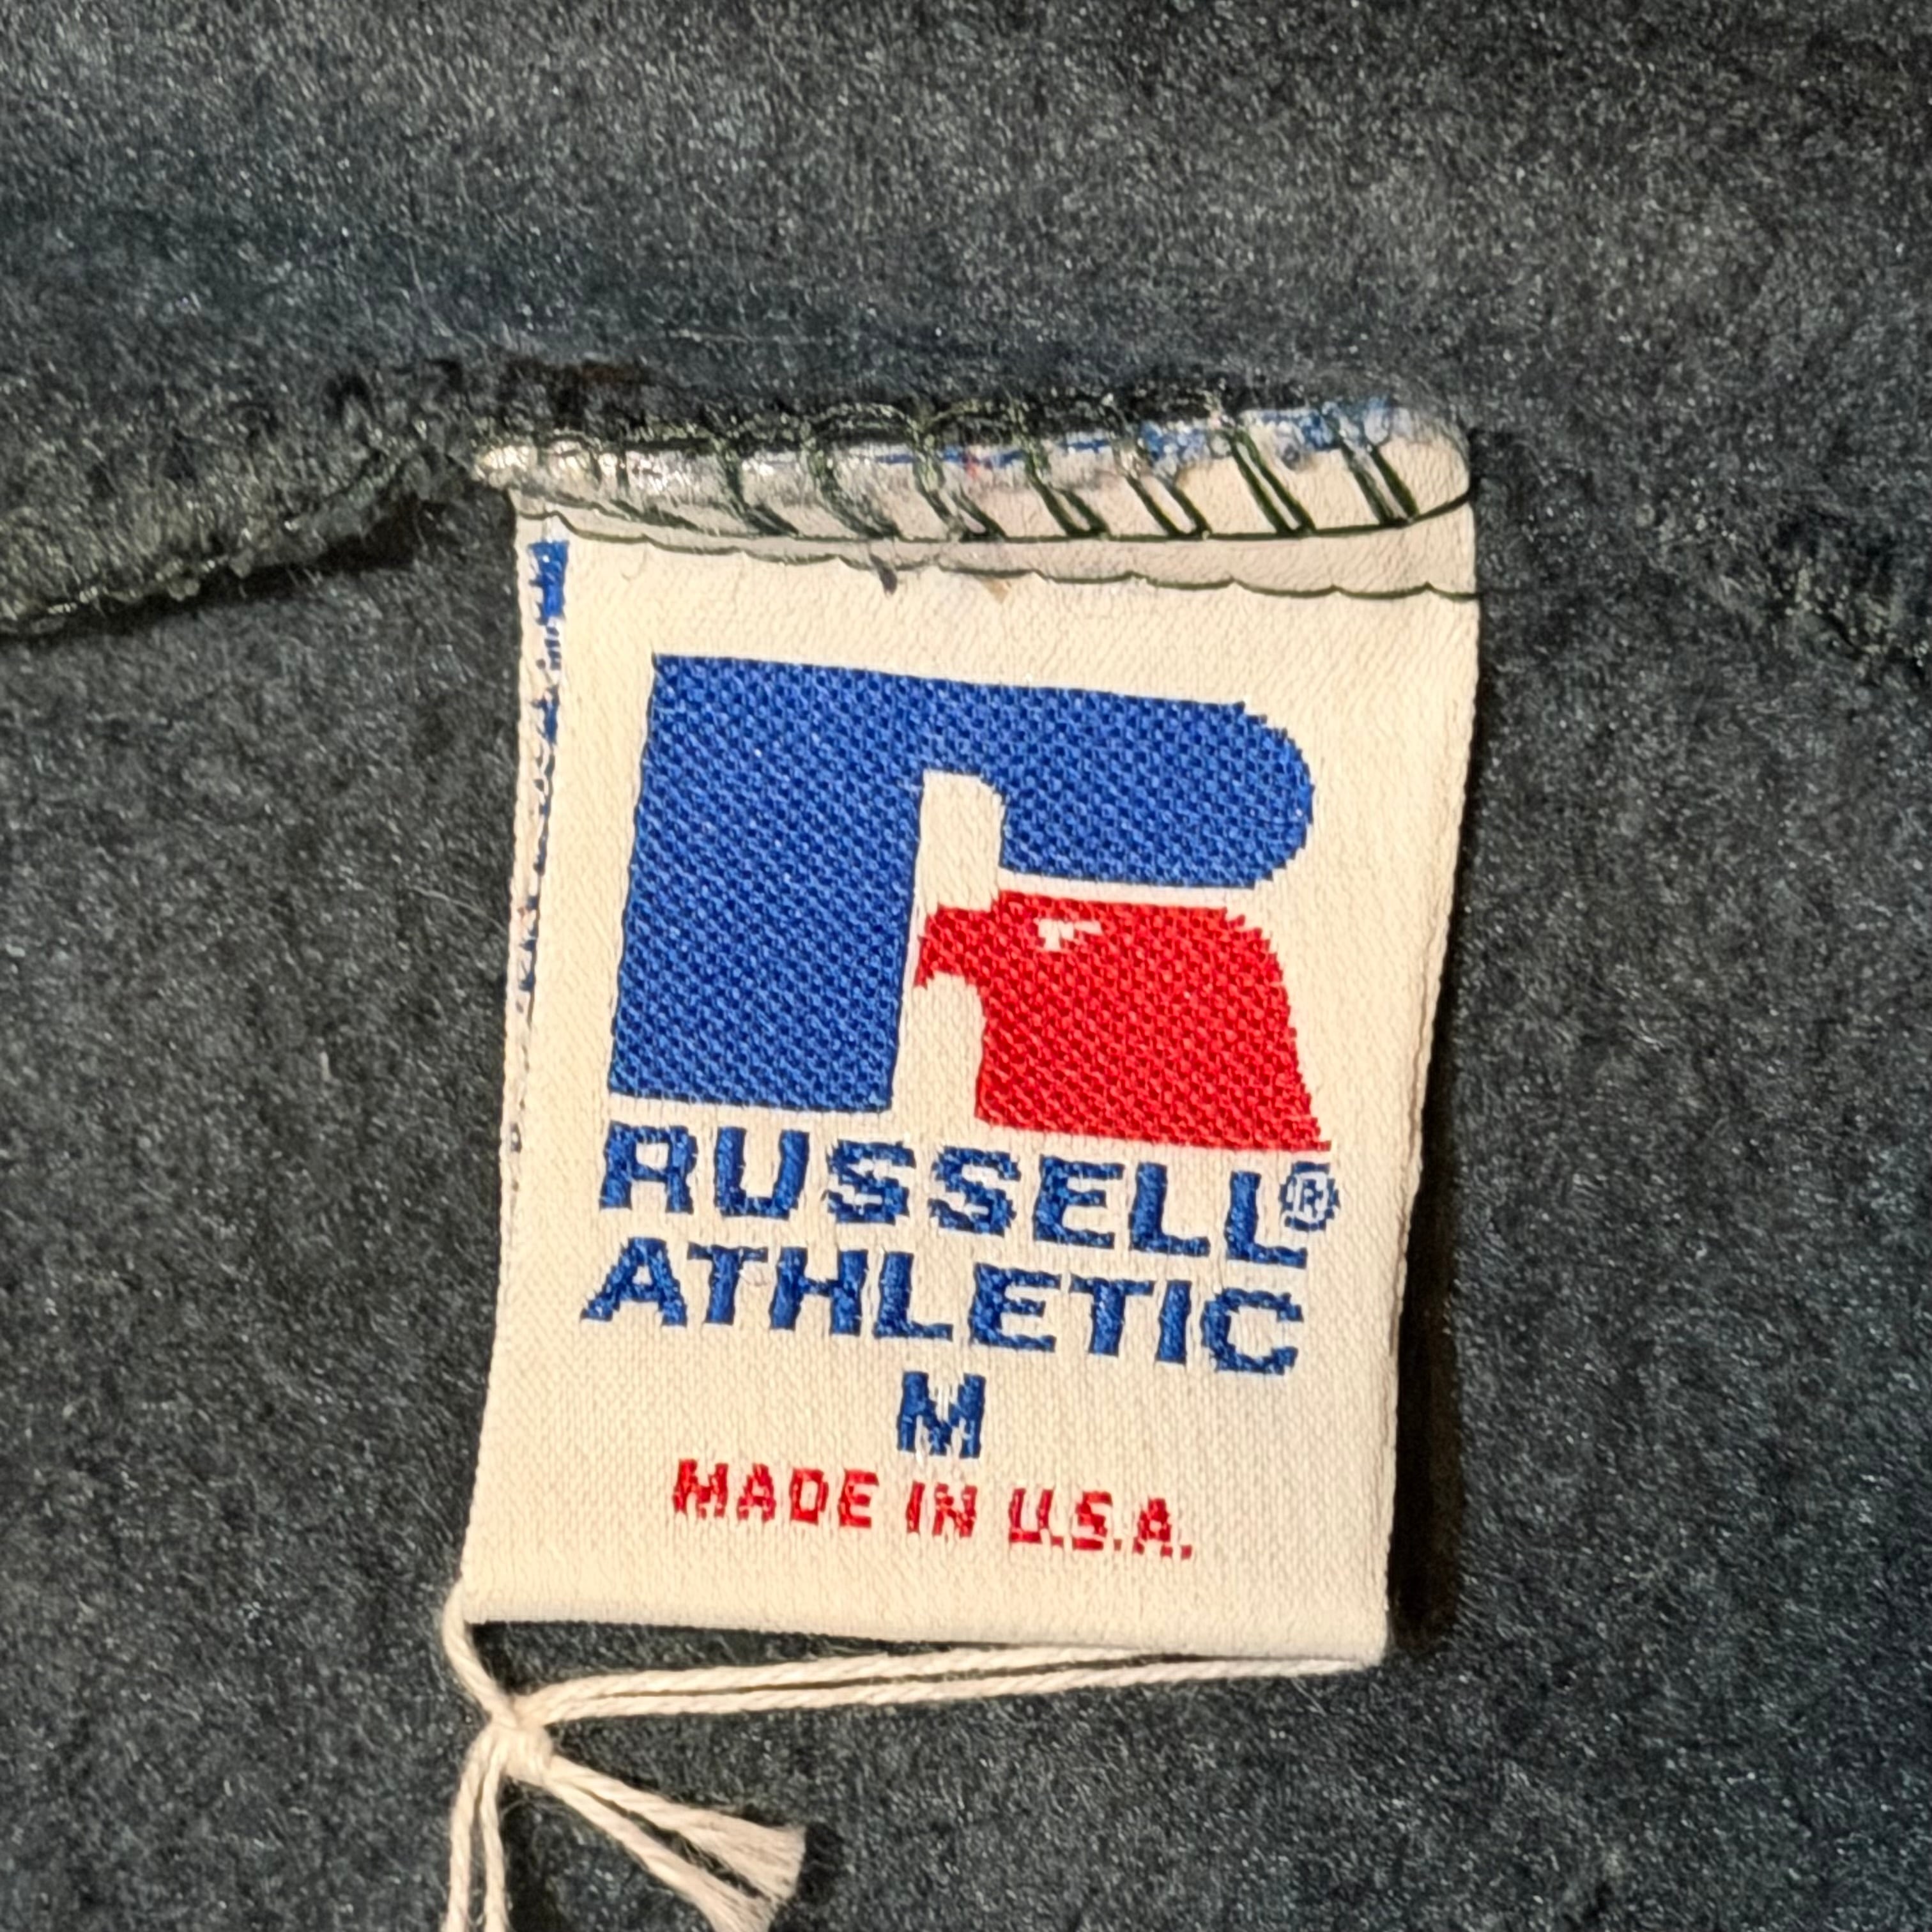 RUSSELL®
ATHLETIC
M
MADE IN U.S.A.